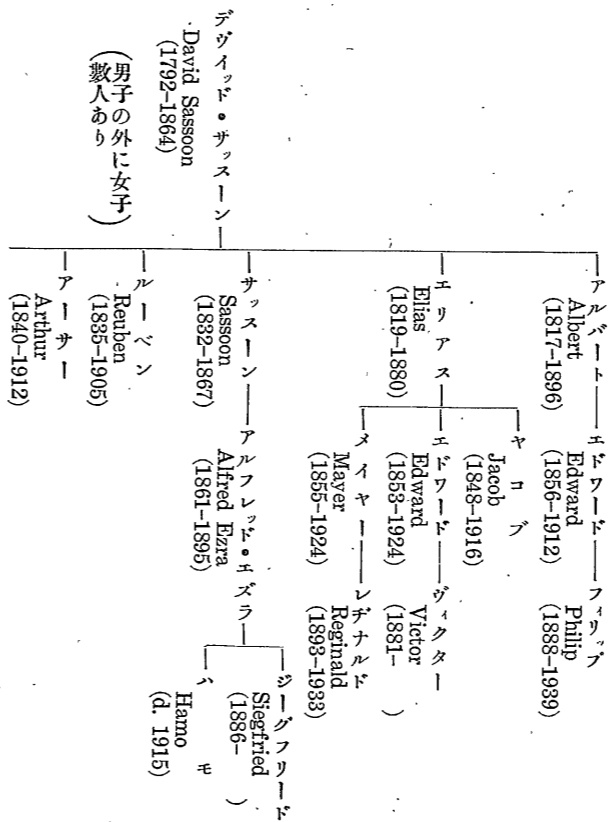 デヴイッド・サッスーン
David Sassoon
(1792-1864)
(男子の外に女子
數人あり)
アルバート
Albert
(1817-1896)
エドワード
Edward
(1856-1912)
フィリップ
Philip
(1888-1939)
エリアス
Elias
(1819-1880)
ヤコブ
Jacob
(1848-1916)
エドワード
Edward
(1853-1924)
ヴィクター
Victor
(1881-  )
メイヤー
Mayer
(1855-1924)
レヂナルド
Reginald
(1893-1933)
サッスーン
Sassoon
(1832-1867)
アルフレッド・エズラ
Alfred Ezra
(1861-1895)
ジーグフリード
Siegfried
(1886-  )
ハモ
Hamo
(d. 1915)
ルーベン
Reuben
(1835-1905)
アーサー
Arthur
(1840-1912)